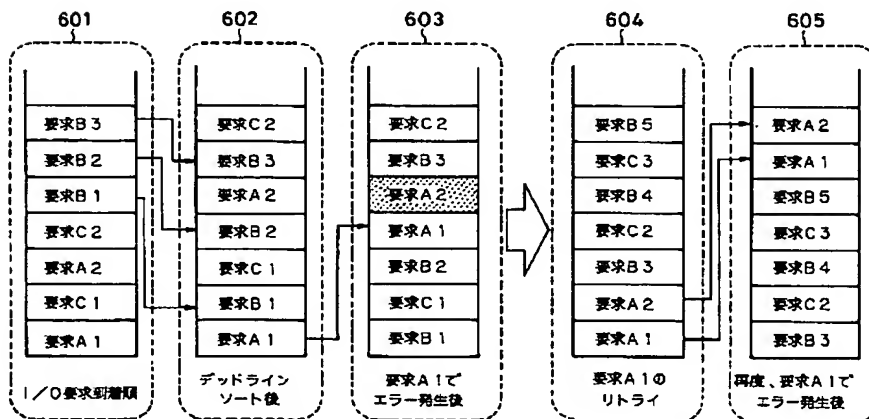 601
602
603
604
605
要求B3
要求B2
要求B1
要求C2
要求A2
要求C1
要求A1
I/O要求到着順
要求C2
要求B3
要求A2
要求B2
要求C1
要求B1
要求A1
デッドライン
ソート後
要求C2
要求B3
要求A2
要求A1
要求B2
要求C1
要求B1
要求A1で
エラー発生後
要求B5
要求C3
要求B4
要求C2
要求B3
要求A2
要求A1
要求A1の
リトライ
要求A2
要求A1
要求B5
要求C3
要求B4
要求C2
要求B3
再度、要求A1で
エラー発生後